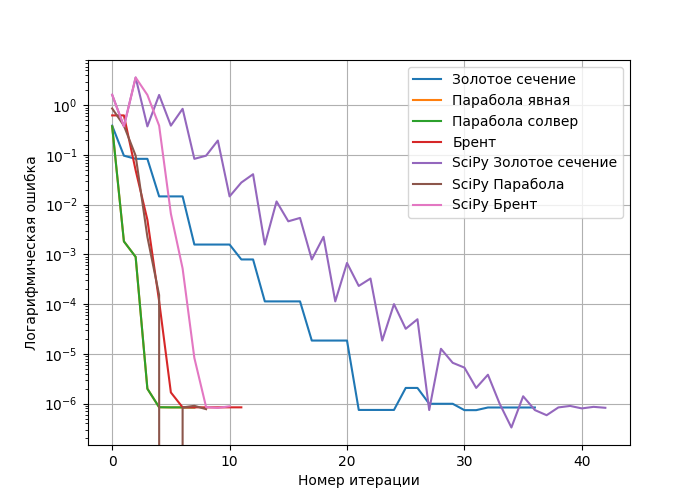 Логарифмическая ошибка
10⁰
10⁻¹
10⁻²
10⁻³
10⁻⁴
10⁻⁵
10⁻⁶
Золотое сечение
Парабола явная
Парабола солвер
Брент
SciPy Золотое сечение
SciPy Парабола
SciPy Брент
0 10 20 30 40
Номер итерации